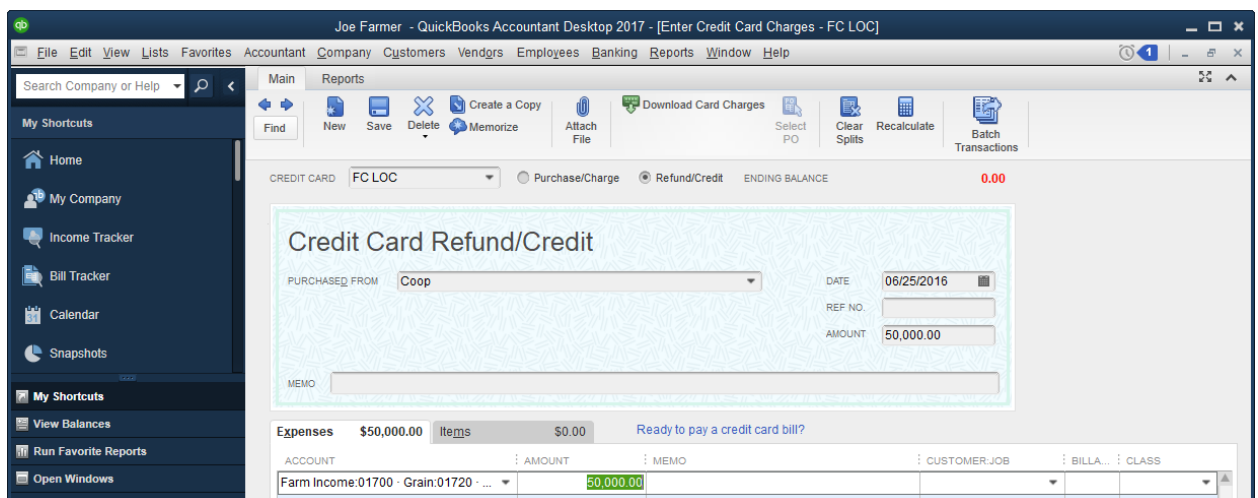 qb Joe Farmer - QuickBooks Accountant Desktop 2017 - [Enter Credit Card Charges - FC LOC]
File Edit View Lists Favorites Accountant Company Customers Vendors Employees Banking Reports Window Help 1
Search Company or Help
My Shortcuts
Home
My Company
Income Tracker
Bill Tracker
31 Calendar
Snapshots
My Shortcuts
View Balances
Run Favorite Reports
Open Windows
Main Reports
Find
New
Save
Delete
Create a Copy
Memorize
Attach
File
Download Card Charges
Select
PO
Clear
Splits
Recalculate
Batch
Transactions
CREDIT CARD FC LOC Purchase/Charge Refund/Credit ENDING BALANCE 0.00
Credit Card Refund/Credit
PURCHASED FROM Coop DATE 06/25/2016
REF NO.
AMOUNT 50,000.00
MEMO
Expenses $50,000.00 Items $0.00 Ready to pay a credit card bill?
ACCOUNT AMOUNT MEMO CUSTOMER:JOB BILLA... CLASS
Farm Income:01700 · Grain:01720 · ... 50,000.00